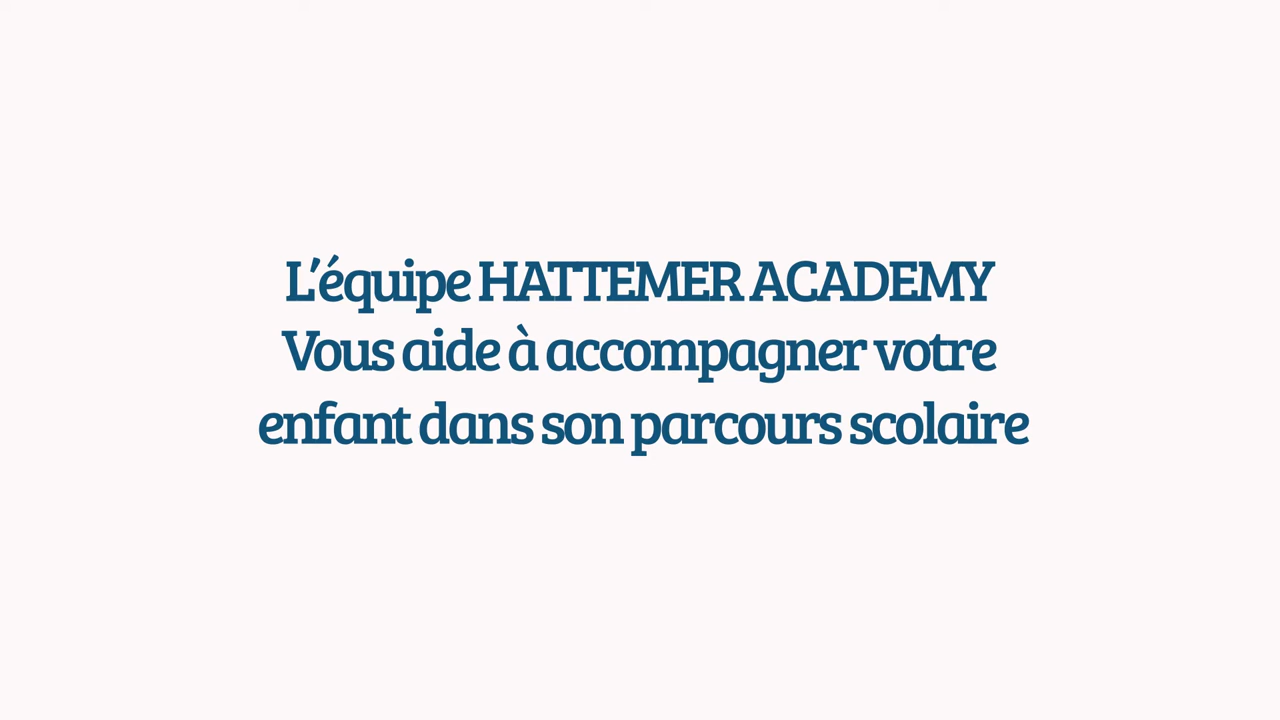 L'équipe HATTEMER ACADEMY
Vous aide à accompagner votre
enfant dans son parcours scolaire